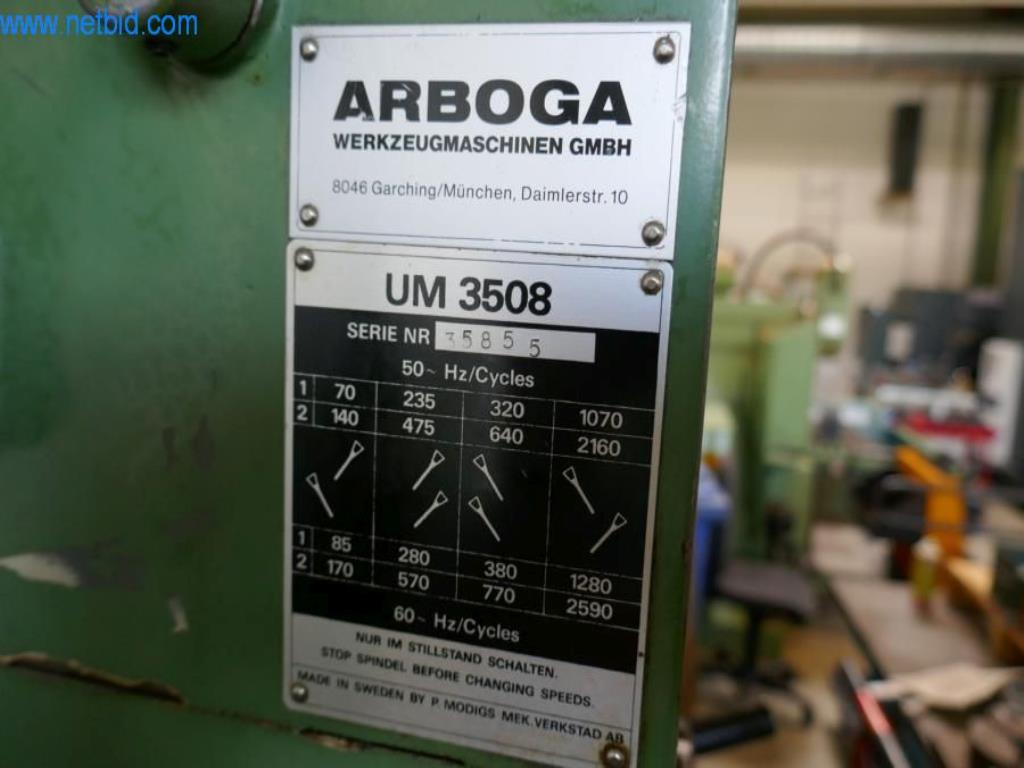 www.netbid.com
ARBOGA
WERKZEUGMASCHINEN GMBH
8046 Garching/München, Daimlerstr. 10
UM 3508
SERIE NR 35855
50~ Hz/Cycles
1 70 235 320 1070
2 140 475 640 2160
1 85 280 380 1280
2 170 570 770 2590
60~ Hz/Cycles
NUR IM STILLSTAND SCHALTEN.
STOP SPINDEL BEFORE CHANGING SPEEDS.
MADE IN SWEDEN BY P. MODIGS MEK. VERKSTAD AB